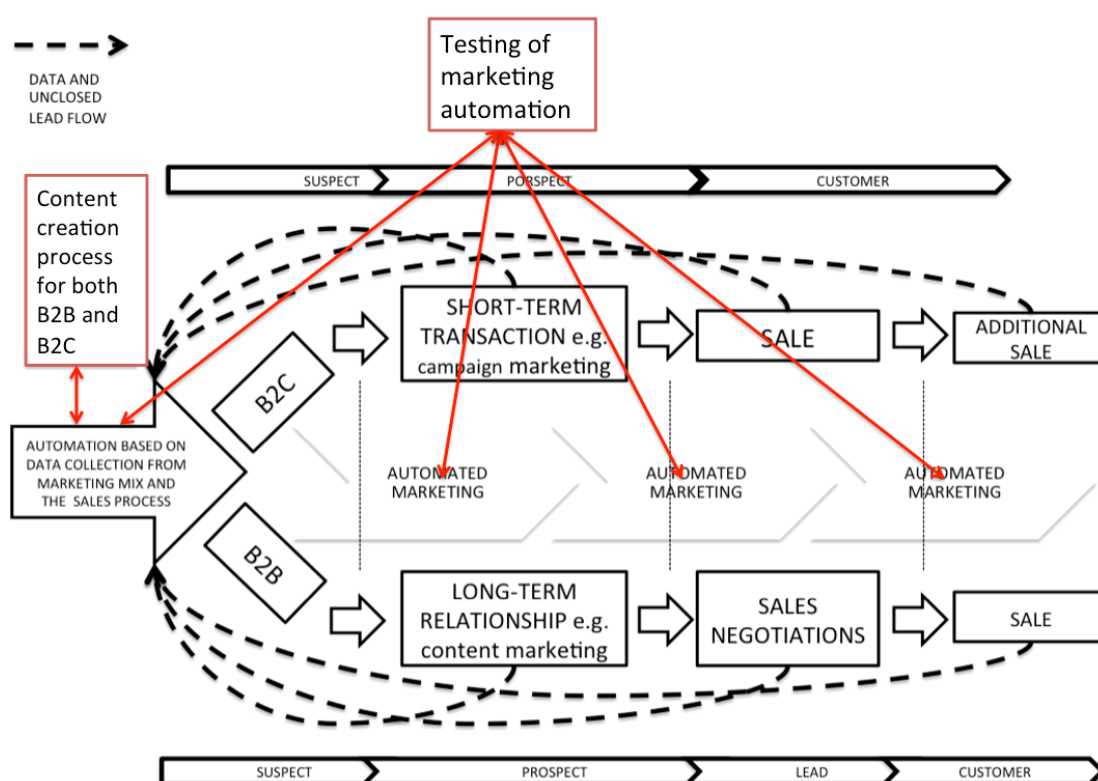 DATA AND
UNCLOSED
LEAD FLOW
Testing of
marketing
automation
Content
creation
process
for both
B2B and
B2C
SUSPECT
PORSPECT
CUSTOMER
SHORT-TERM
TRANSACTION e.g.
campaign marketing
SALE
ADDITIONAL
SALE
B2C
AUTOMATION BASED ON
DATA COLLECTION FROM
MARKETING MIX AND
THE SALES PROCESS
AUTOMATED
MARKETING
AUTOMATED
MARKETING
AUTOMATED
MARKETING
B2B
LONG-TERM
RELATIONSHIP e.g.
content marketing
SALES
NEGOTIATIONS
SALE
SUSPECT
PROSPECT
LEAD
CUSTOMER